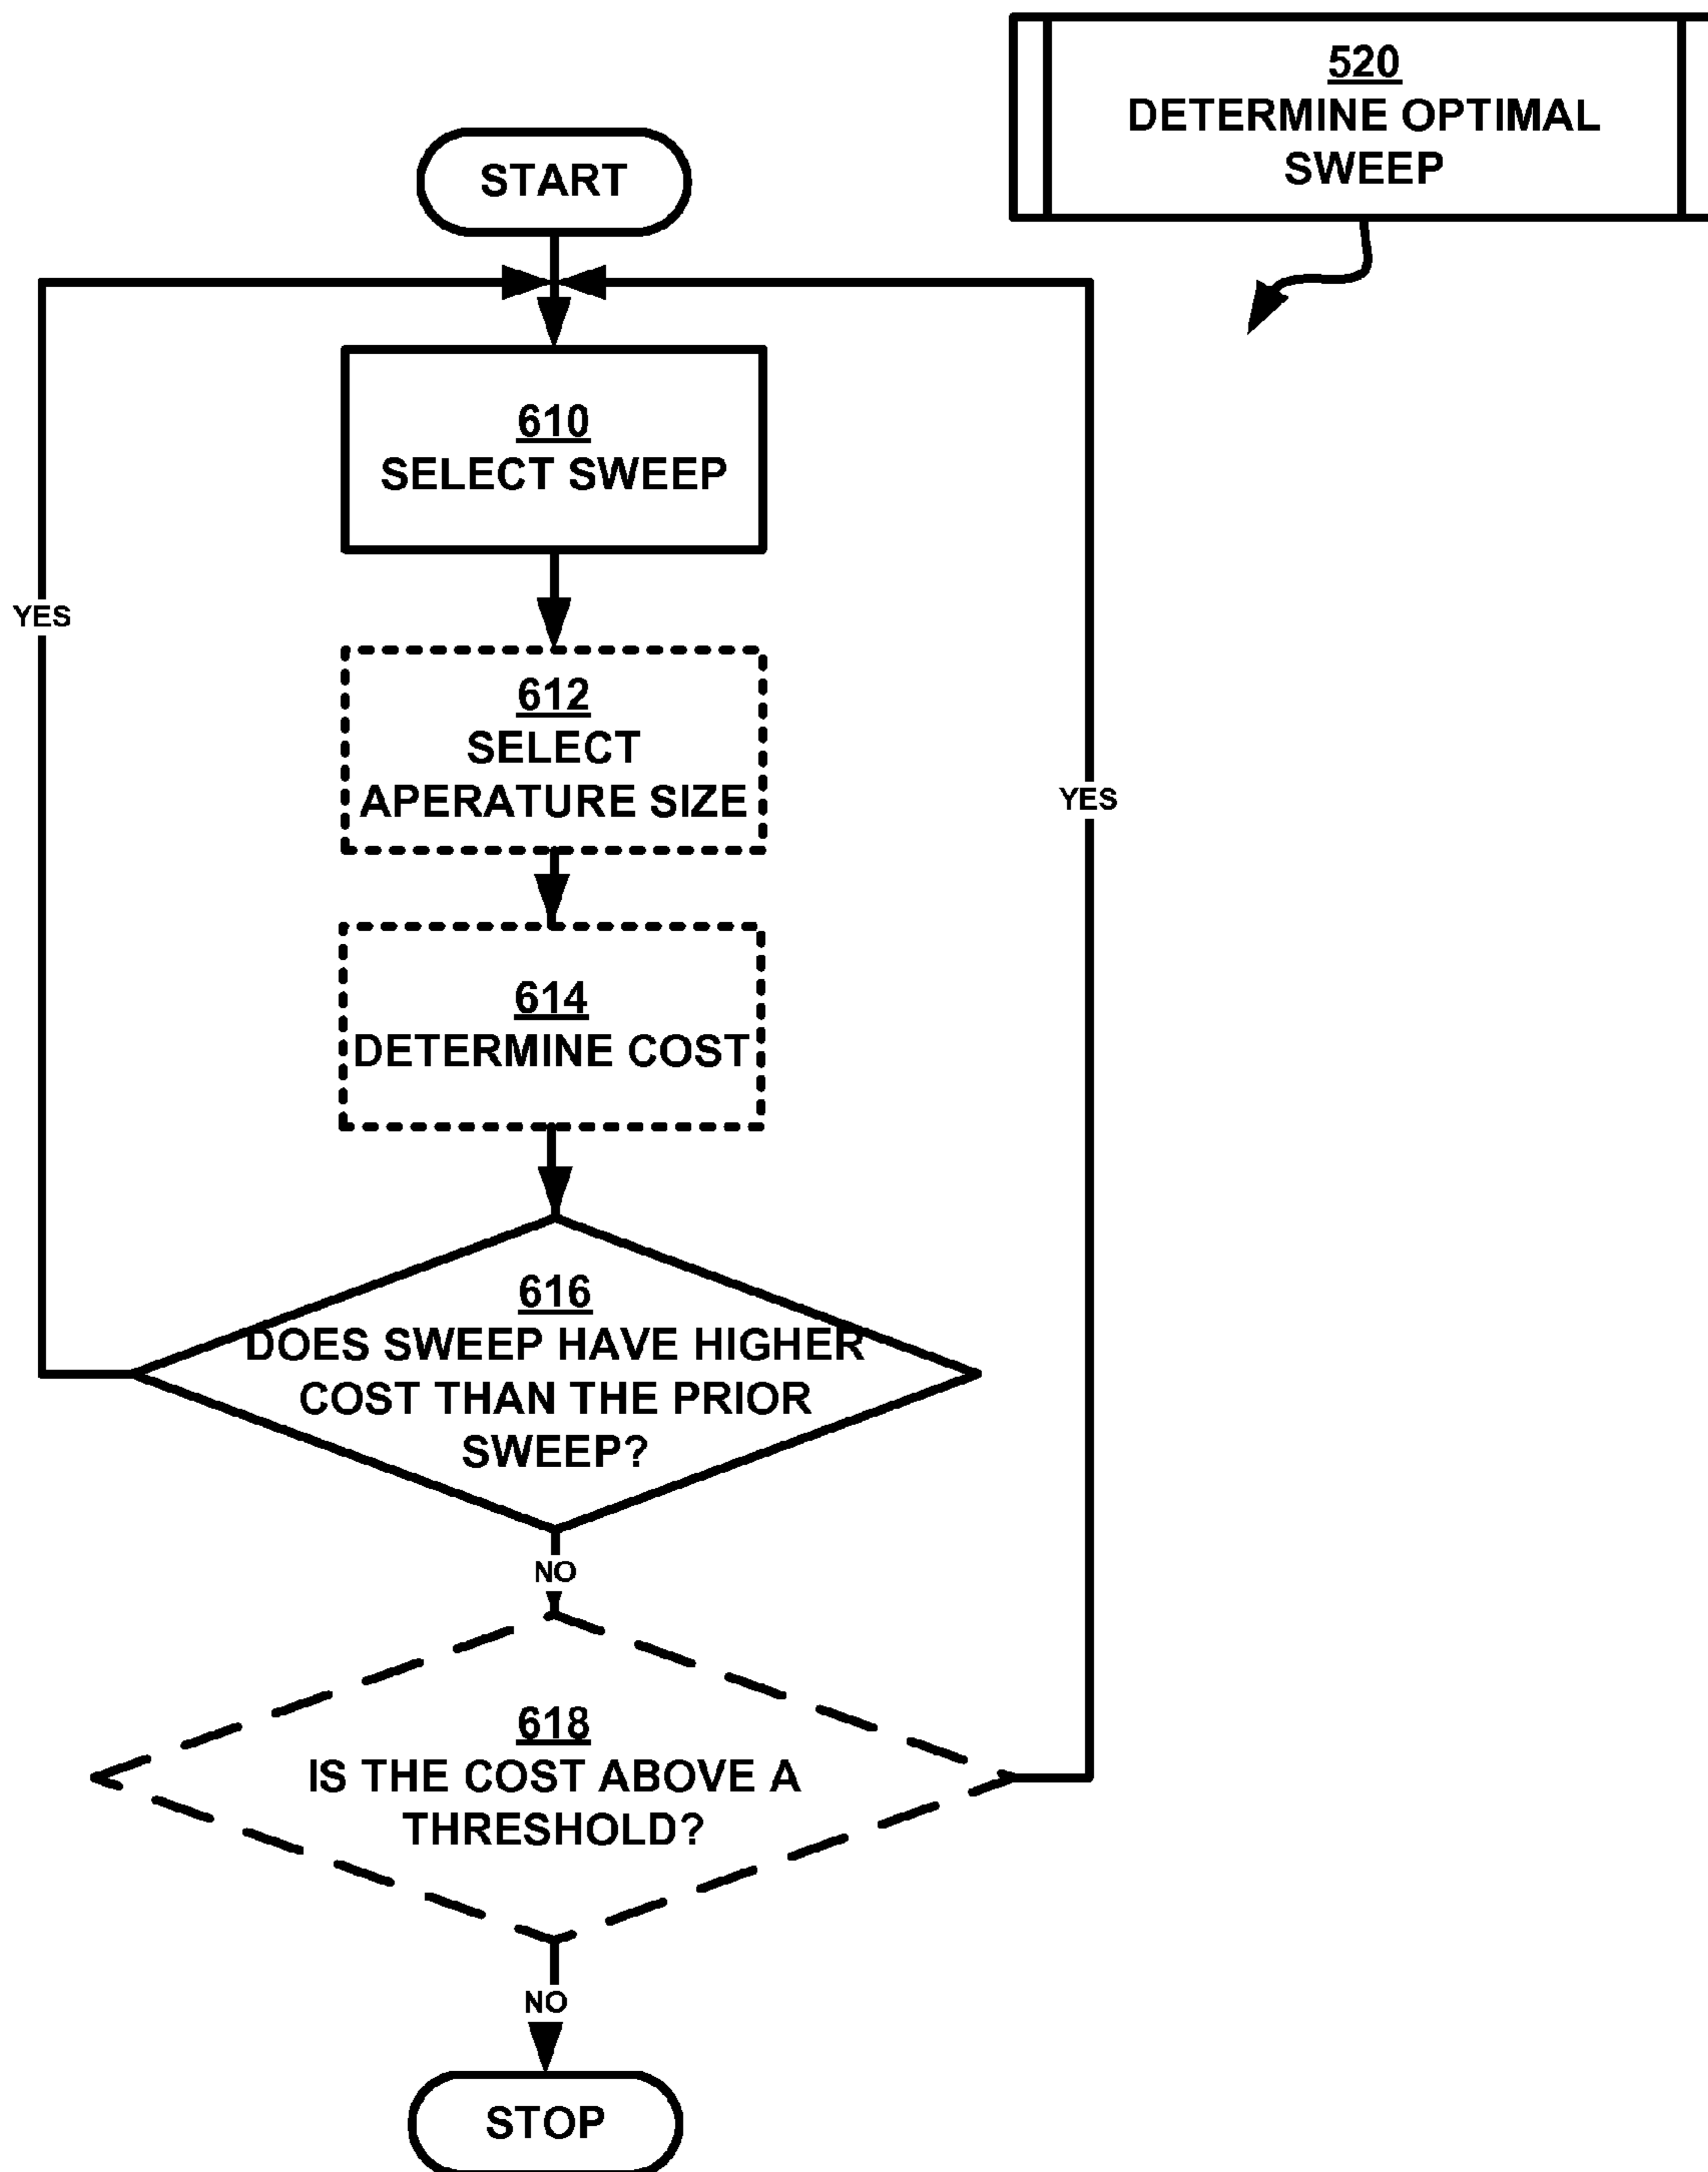 520
DETERMINE OPTIMAL
SWEEP
START
610
SELECT SWEEP
YES
612
SELECT
APERATURE SIZE
YES
614
DETERMINE COST
616
DOES SWEEP HAVE HIGHER
COST THAN THE PRIOR
SWEEP?
NO
618
IS THE COST ABOVE A
THRESHOLD?
NO
STOP